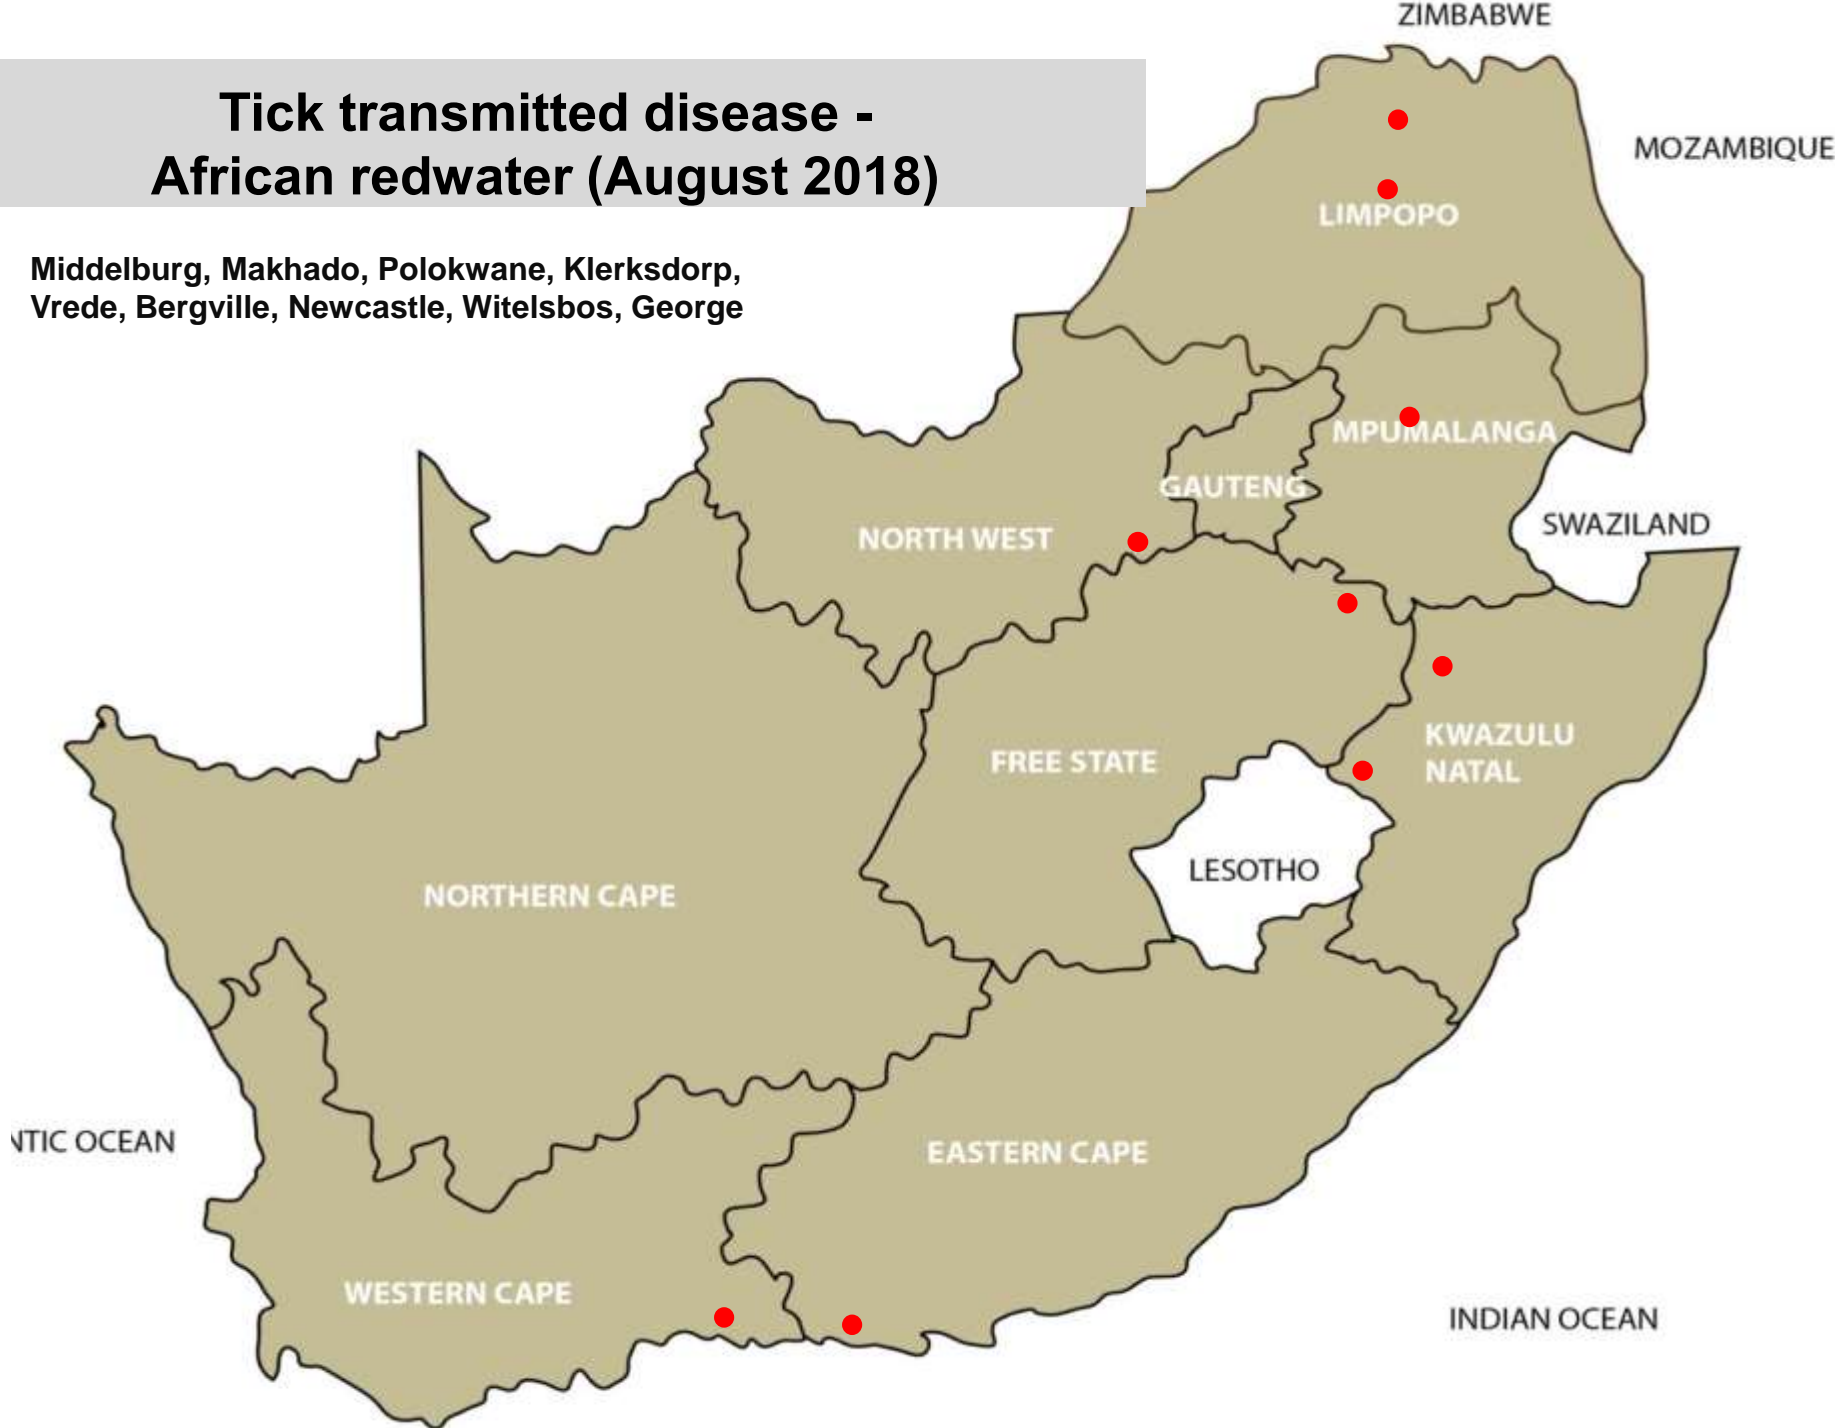 ZIMBABWE
Tick transmitted disease -
African redwater (August 2018)
MOZAMBIQUE
LIMPOPO
Middelburg, Makhado, Polokwane, Klerksdorp,
Vrede, Bergville, Newcastle, Witelsbos, George
MPUMALANGA
GAUTENG
SWAZILAND
NORTH WEST
KWAZULU
NATAL
FREE STATE
LESOTHO
NORTHERN CAPE
NTIC OCEAN
EASTERN CAPE
WESTERN CAPE
INDIAN OCEAN